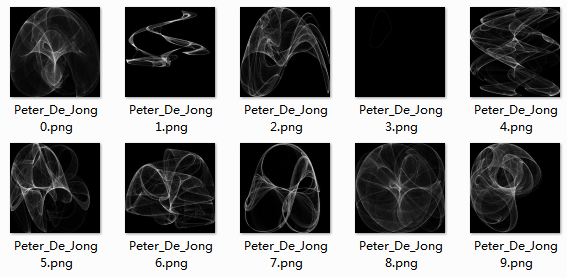 Peter_De_Jong
0.png
Peter_De_Jong
1.png
Peter_De_Jong
2.png
Peter_De_Jong
3.png
Peter_De_Jong
4.png
Peter_De_Jong
5.png
Peter_De_Jong
6.png
Peter_De_Jong
7.png
Peter_De_Jong
8.png
Peter_De_Jong
9.png